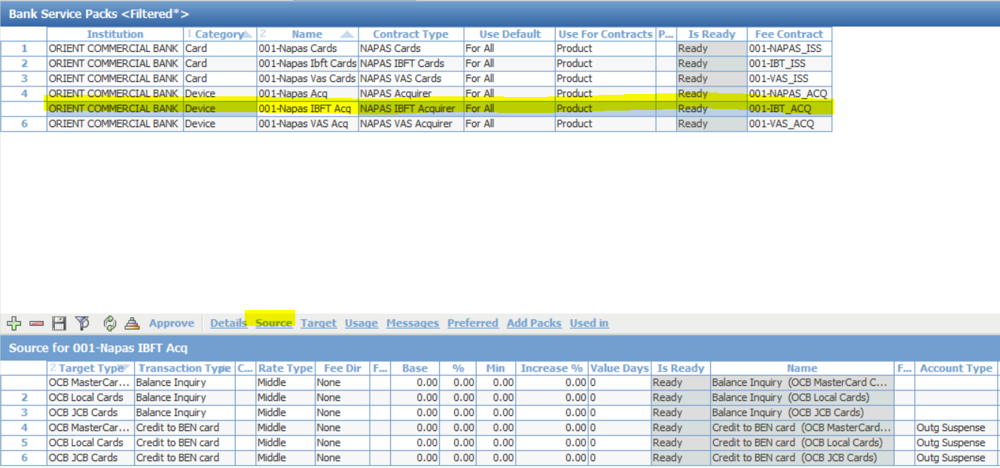 Bank Service Packs <Filtered*>
Institution 1 Category 2 Name Contract Type Use Default Use For Contracts P... Is Ready Fee Contract
1 ORIENT COMMERCIAL BANK Card 001-Napas Cards NAPAS Cards For All Product Ready 001-NAPAS_ISS
2 ORIENT COMMERCIAL BANK Card 001-Napas Ibft Cards NAPAS IBFT Cards For All Product Ready 001-IBT_ISS
3 ORIENT COMMERCIAL BANK Card 001-Napas Vas Cards NAPAS VAS Cards For All Product Ready 001-VAS_ISS
4 ORIENT COMMERCIAL BANK Device 001-Napas Acq NAPAS Acquirer For All Product Ready 001-NAPAS_ACQ
ORIENT COMMERCIAL BANK Device 001-Napas IBFT Acq NAPAS IBFT Acquirer For All Product Ready 001-IBT_ACQ
6 ORIENT COMMERCIAL BANK Device 001-Napas VAS Acq NAPAS VAS Acquirer For All Product Ready 001-VAS_ACQ
Approve Details Source Target Usage Messages Preferred Add Packs Used in
Source for 001-Napas IBFT Acq
2 Target Type Transaction Type C... Rate Type Fee Dir F... Base % Min Increase % Value Days Is Ready Name F... Account Type
OCB MasterCar... Balance Inquiry Middle None 0.00 0.00 0.00 0.00 0 Ready Balance Inquiry (OCB MasterCard C...
2 OCB Local Cards Balance Inquiry Middle None 0.00 0.00 0.00 0.00 0 Ready Balance Inquiry (OCB Local Cards)
3 OCB JCB Cards Balance Inquiry Middle None 0.00 0.00 0.00 0.00 0 Ready Balance Inquiry (OCB JCB Cards)
4 OCB MasterCar... Credit to BEN card Middle None 0.00 0.00 0.00 0.00 0 Ready Credit to BEN card (OCB MasterCard... Outg Suspense
5 OCB Local Cards Credit to BEN card Middle None 0.00 0.00 0.00 0.00 0 Ready Credit to BEN card (OCB Local Cards) Outg Suspense
6 OCB JCB Cards Credit to BEN card Middle None 0.00 0.00 0.00 0.00 0 Ready Credit to BEN card (OCB JCB Cards) Outg Suspense